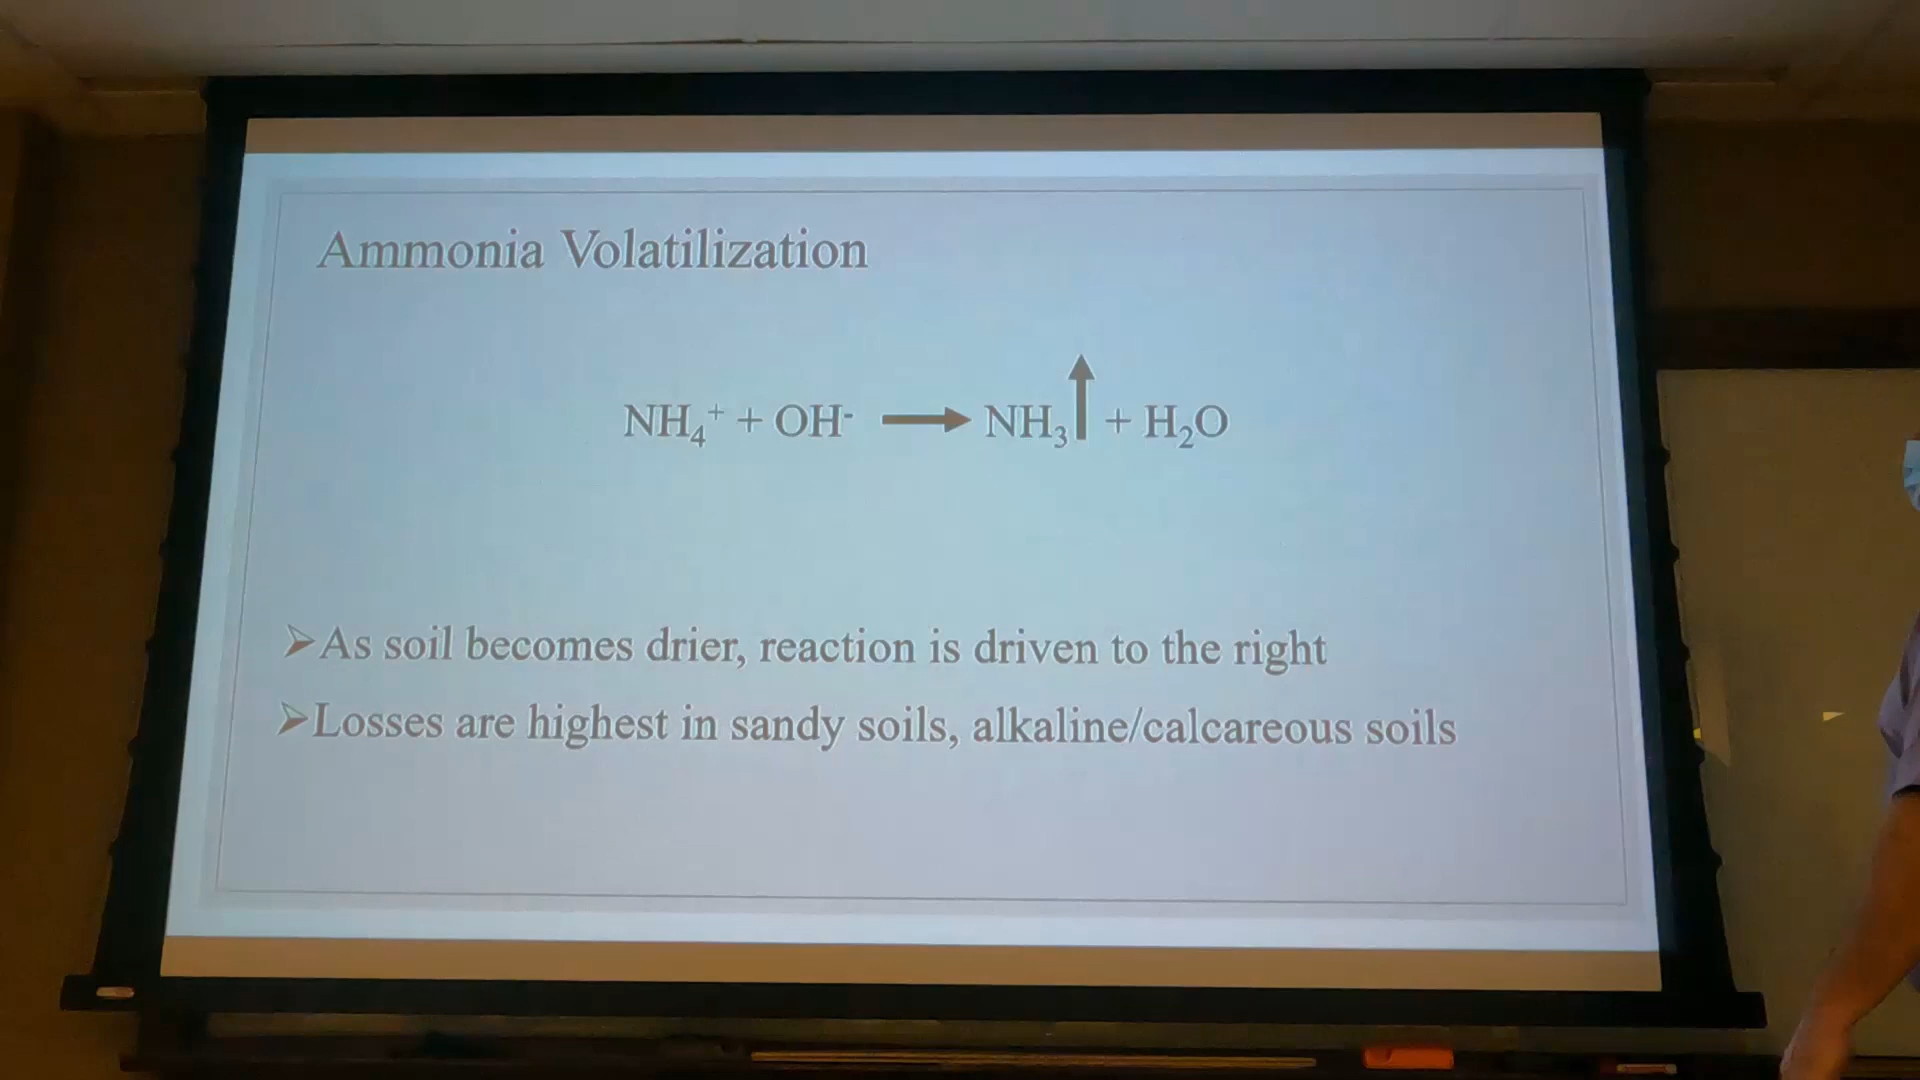 Ammonia Volatilization
NH₄⁺ + OH⁻ → NH₃↑ + H₂O
➢As soil becomes drier, reaction is driven to the right
➢Losses are highest in sandy soils, alkaline/calcareous soils